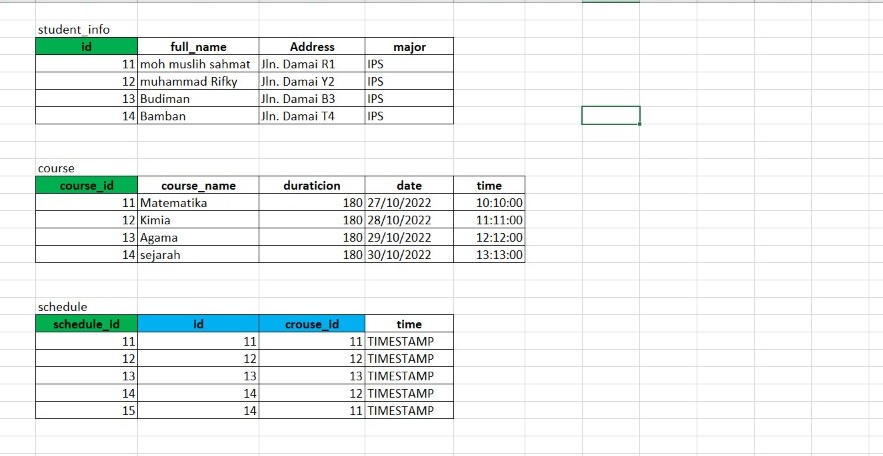 student_info
id full_name Address major
11 moh muslih sahmat Jln. Damai R1 IPS
12 muhammad Rifky Jln. Damai Y2 IPS
13 Budiman Jln. Damai B3 IPS
14 Bamban Jln. Damai T4 IPS
course
course_id course_name duraticion date time
11 Matematika 180 27/10/2022 10:10:00
12 Kimia 180 28/10/2022 11:11:00
13 Agama 180 29/10/2022 12:12:00
14 sejarah 180 30/10/2022 13:13:00
schedule
schedule_id id crouse_id time
11 11 11 TIMESTAMP
12 12 12 TIMESTAMP
13 13 13 TIMESTAMP
14 14 12 TIMESTAMP
15 14 11 TIMESTAMP